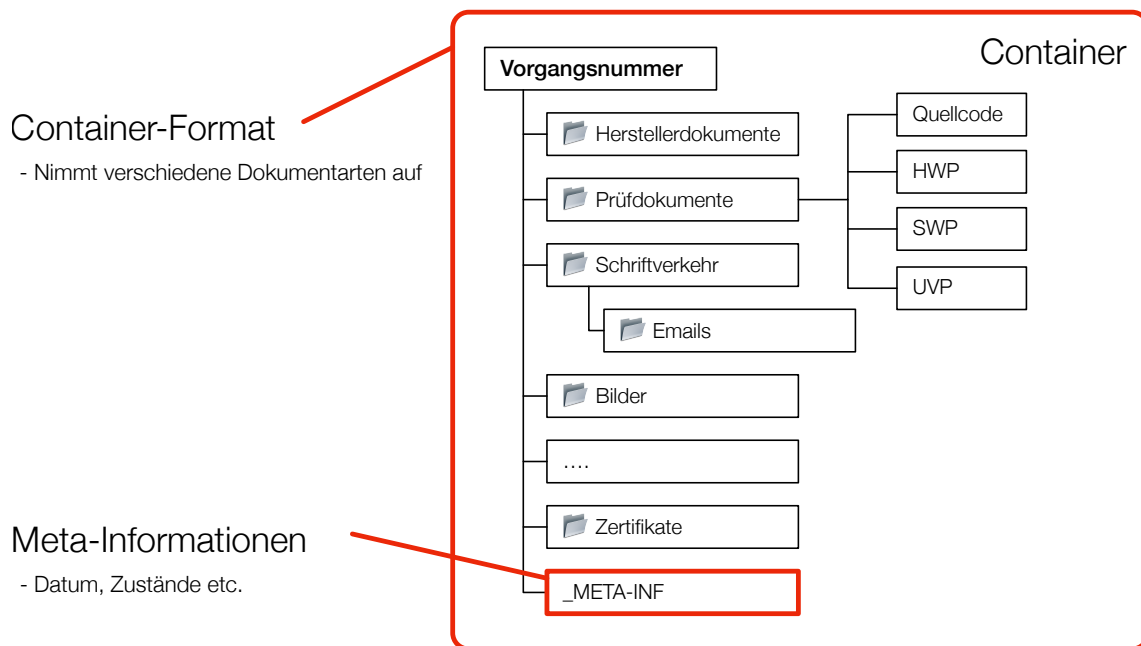 Container
Vorgangsnummer
Container-Format
- Nimmt verschiedene Dokumentarten auf
Herstellerdokumente
Prüfdokumente
Schriftverkehr
Emails
Bilder
....
Zertifikate
_META-INF
Quellcode
HWP
SWP
UVP
Meta-Informationen
- Datum, Zustände etc.